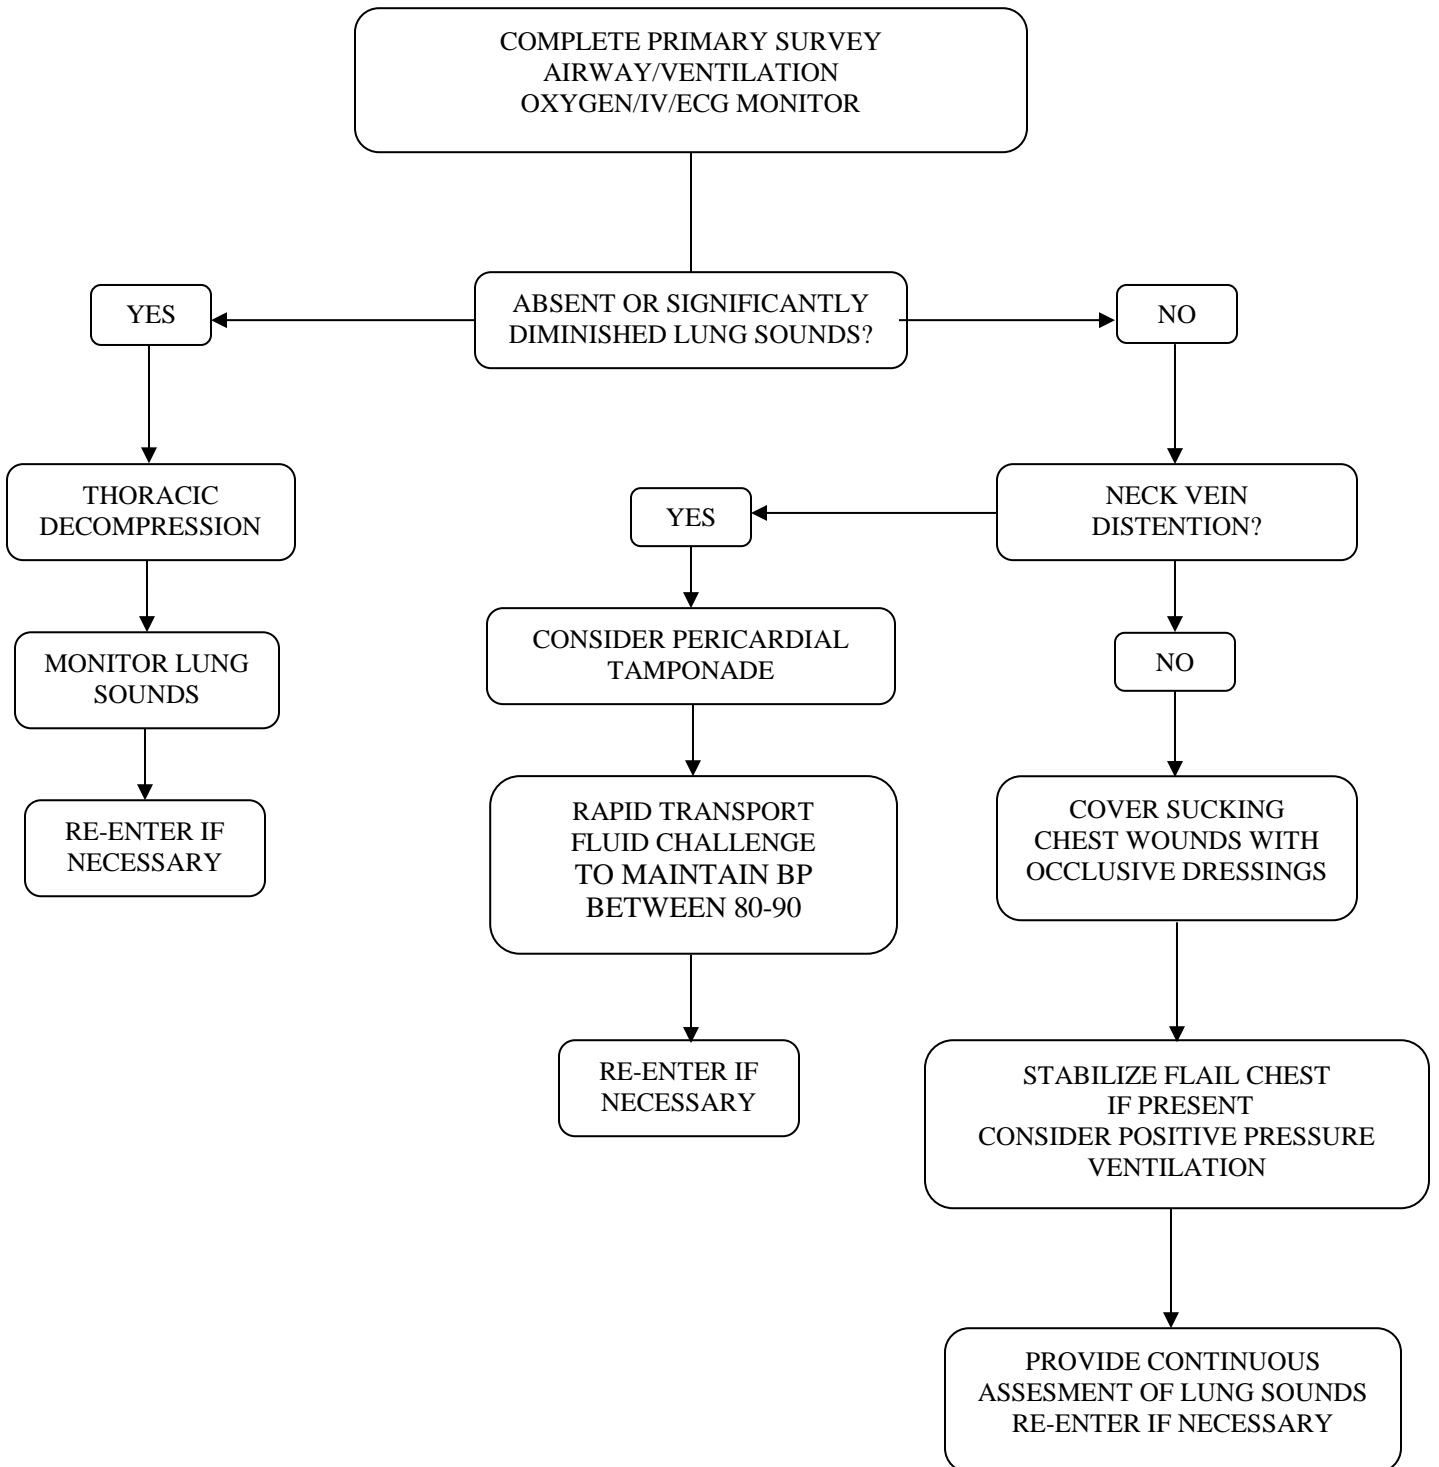 COMPLETE PRIMARY SURVEY
AIRWAY/VENTILATION
OXYGEN/IV/ECG MONITOR
ABSENT OR SIGNIFICANTLY
DIMINISHED LUNG SOUNDS?
YES
THORACIC
DECOMPRESSION
MONITOR LUNG
SOUNDS
RE-ENTER IF
NECESSARY
NO
NECK VEIN
DISTENTION?
YES
CONSIDER PERICARDIAL
TAMPONADE
RAPID TRANSPORT
FLUID CHALLENGE
TO MAINTAIN BP
BETWEEN 80-90
RE-ENTER IF
NECESSARY
NO
COVER SUCKING
CHEST WOUNDS WITH
OCCLUSIVE DRESSINGS
STABILIZE FLAIL CHEST
IF PRESENT
CONSIDER POSITIVE PRESSURE
VENTILATION
PROVIDE CONTINUOUS
ASSESMENT OF LUNG SOUNDS
RE-ENTER IF NECESSARY